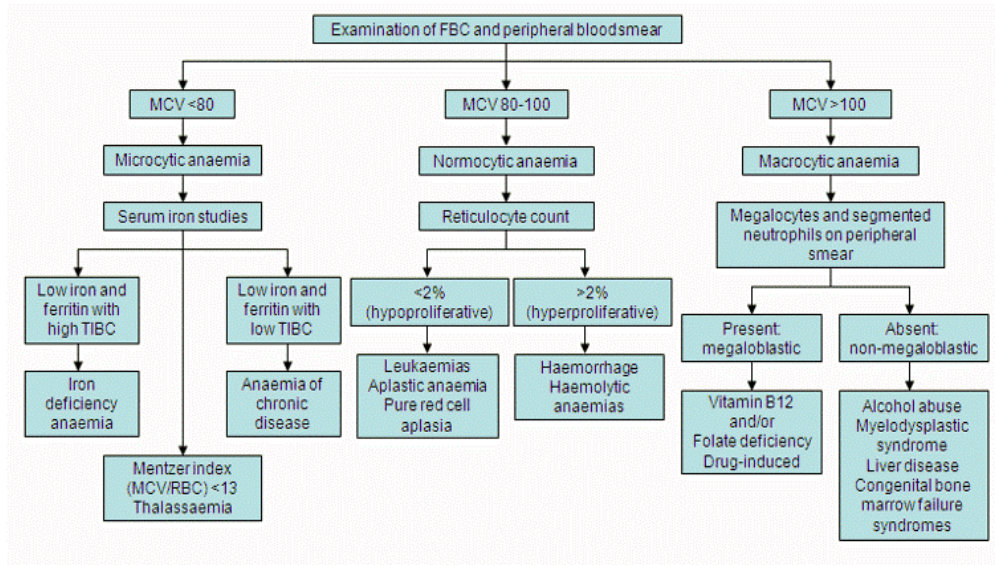 Examination of FBC and peripheral blood smear
MCV <80
MCV 80-100
MCV >100
Microcytic anaemia
Normocytic anaemia
Macrocytic anaemia
Serum iron studies
Reticulocyte count
Megalocytes and segmented
neutrophils on peripheral
smear
Low iron and
ferritin with
high TIBC
Low iron and
ferritin with
low TIBC
<2%
(hypoproliferative)
>2%
(hyperproliferative)
Present:
megaloblastic
Absent:
non-megaloblastic
Iron
deficiency
anaemia
Anaemia of
chronic
disease
Leukaemias
Aplastic anaemia
Pure red cell
aplasia
Haemorrhage
Haemolytic
anaemias
Vitamin B12
and/or
Folate deficiency
Drug-induced
Alcohol abuse
Myelodysplastic
syndrome
Liver disease
Congenital bone
marrow failure
syndromes
Mentzer index
(MCV/RBC) <13
Thalassaemia